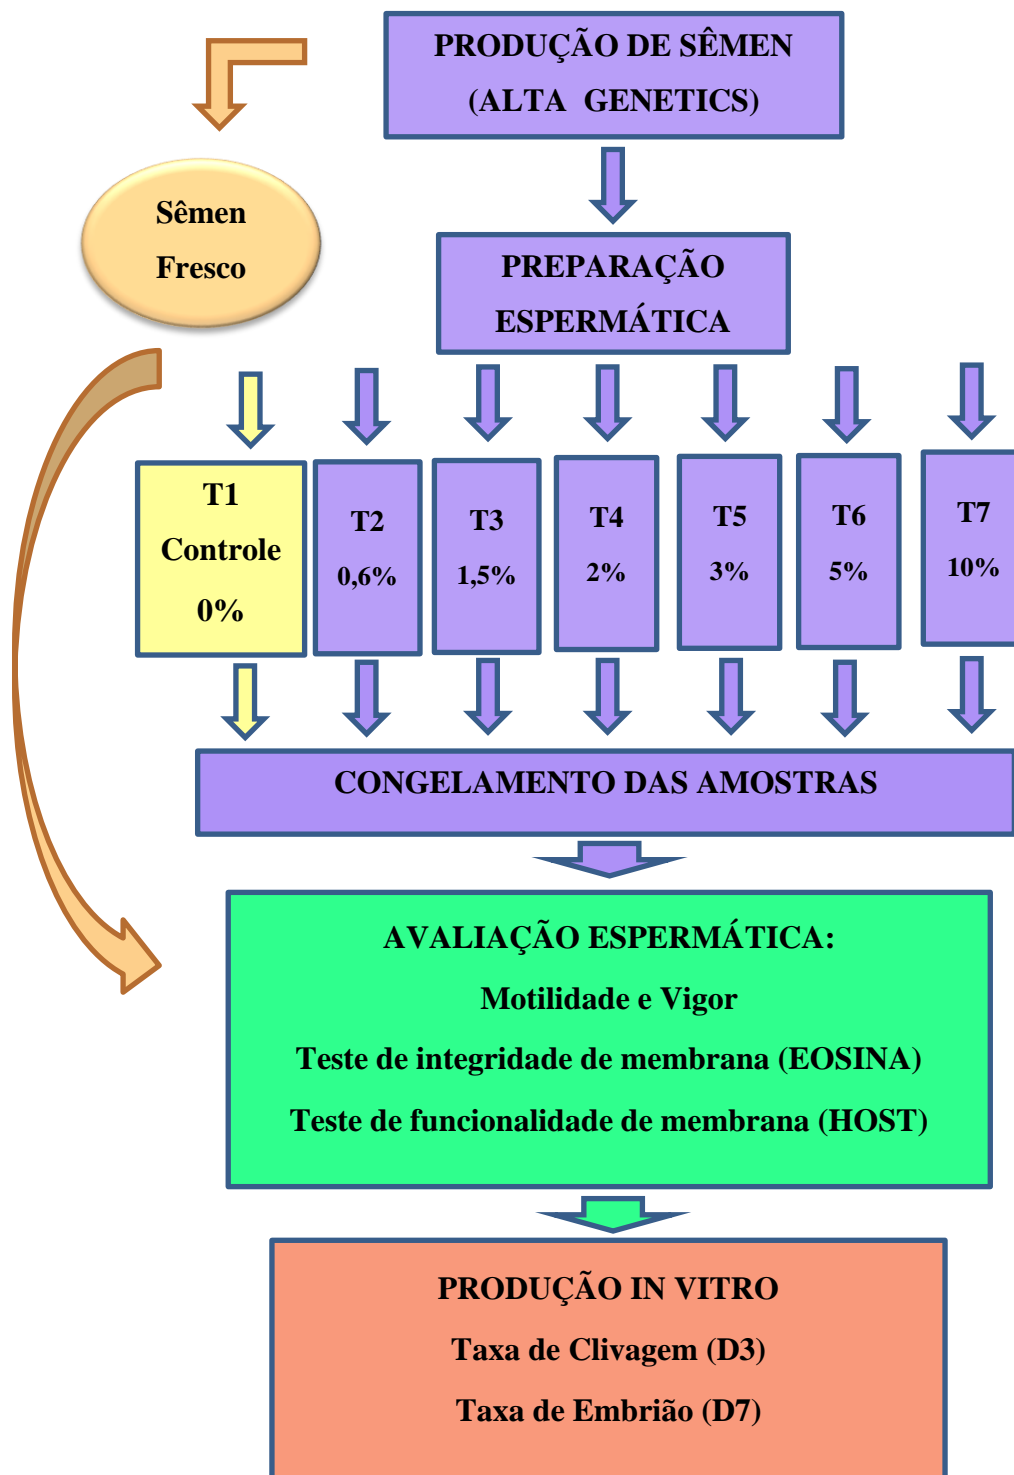 PRODUÇÃO DE SÊMEN
(ALTA GENETICS)
Sêmen
Fresco
PREPARAÇÃO
ESPERMÁTICA
T1
Controle
0%
T2
0,6%
T3
1,5%
T4
2%
T5
3%
T6
5%
T7
10%
CONGELAMENTO DAS AMOSTRAS
AVALIAÇÃO ESPERMÁTICA:
Motilidade e Vigor
Teste de integridade de membrana (EOSINA)
Teste de funcionalidade de membrana (HOST)
PRODUÇÃO IN VITRO
Taxa de Clivagem (D3)
Taxa de Embrião (D7)